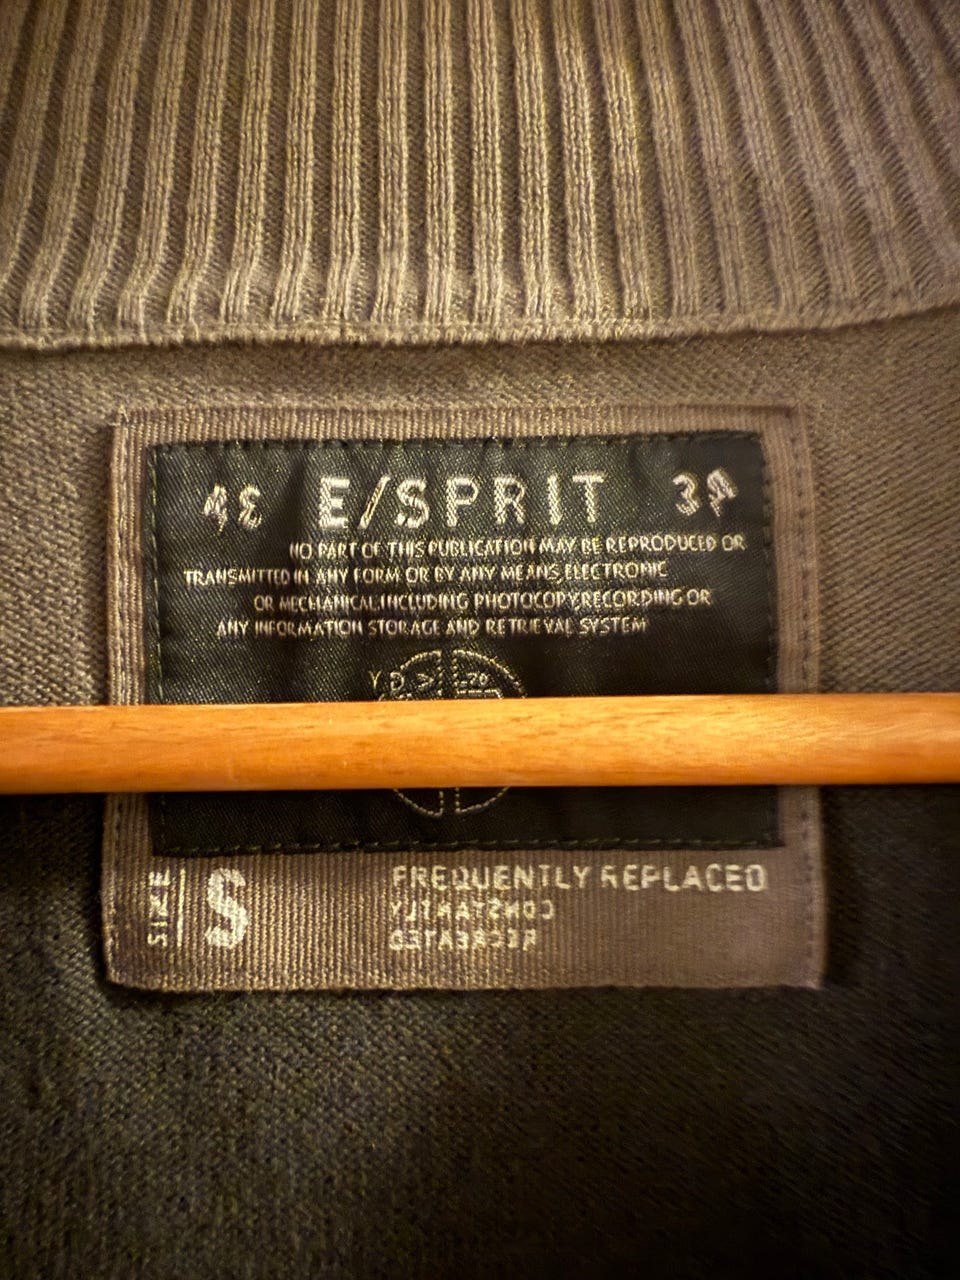 E/SPRIT
NO PART OF THIS PUBLICATION MAY BE REPRODUCED OR
TRANSMITTED IN ANY FORM OR BY ANY MEANS, ELECTRONIC
OR MECHANICAL, INCLUDING PHOTOCOPY, RECORDING OR
ANY INFORMATION STORAGE AND RETRIEVAL SYSTEM
SIZE S
FREQUENTLY REPLACED
CONSTANTLY